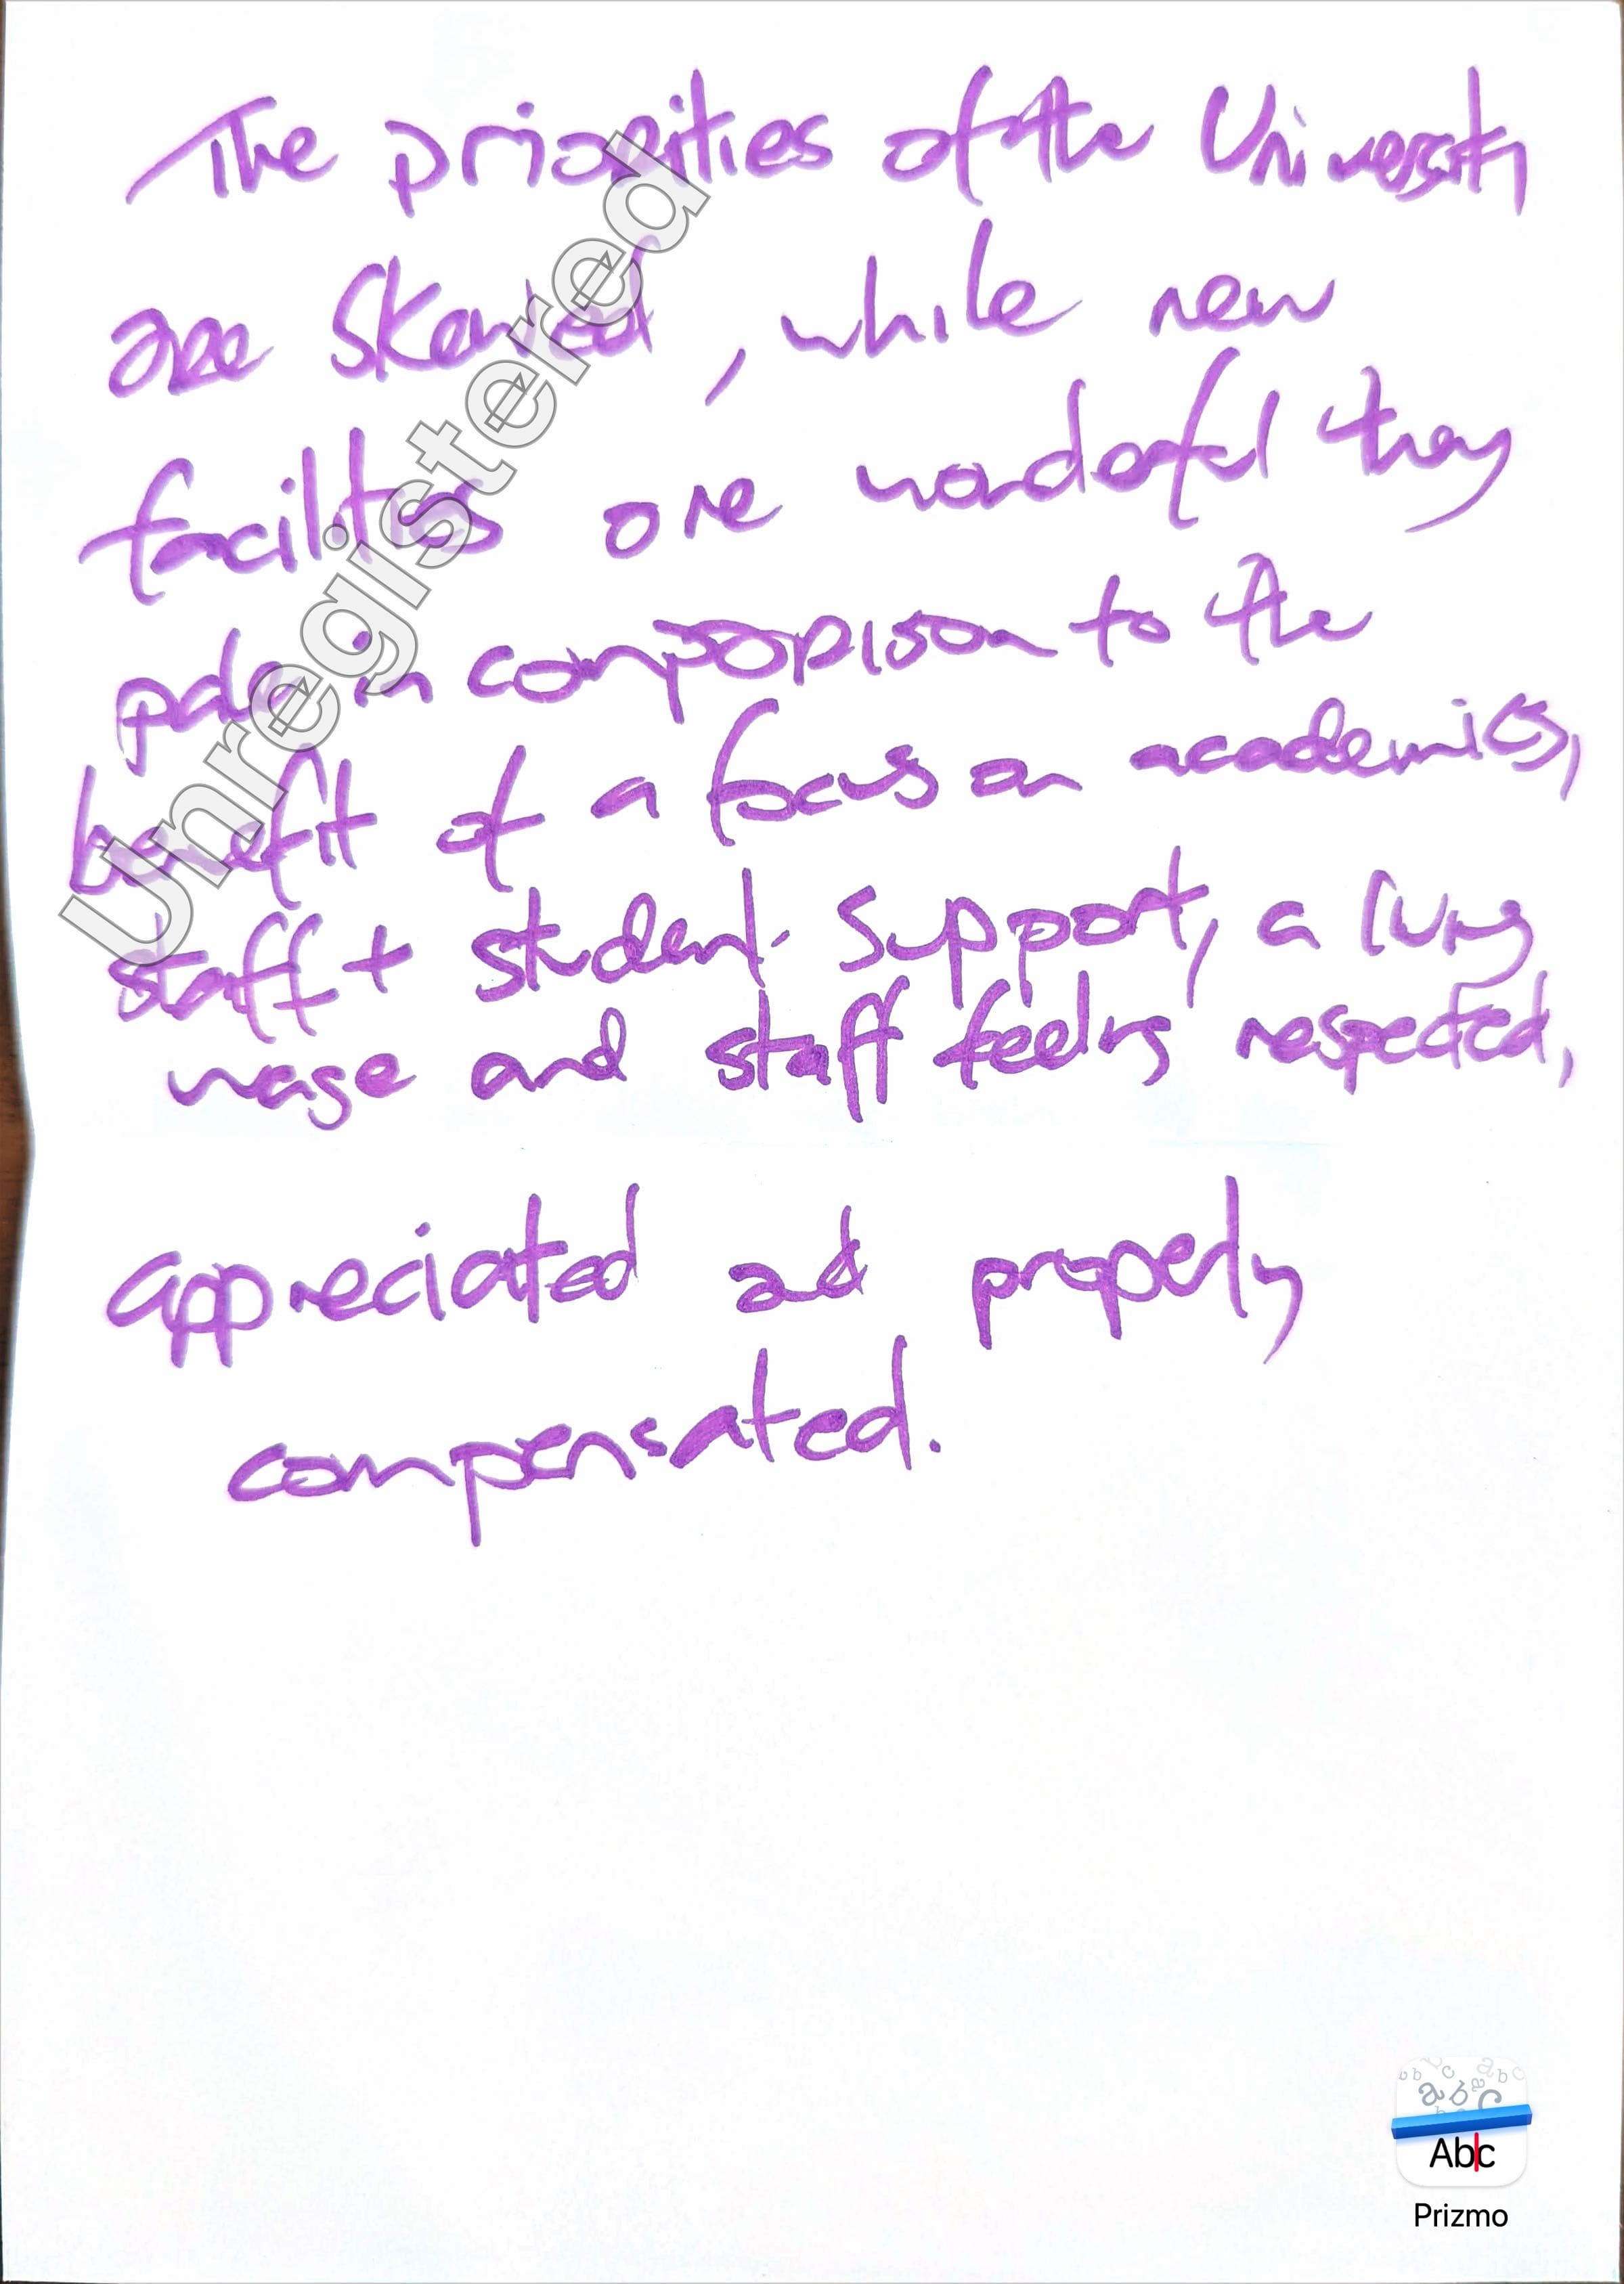 The priorities of the University
are skewed, while new
facilities are wonderful they
pale in comparison to the
benefit of a focus on academics,
staff + student support, a living
wage and staff feeling respected,
appreciated and properly
compensated.
Unregistered
Abc
Prizmo